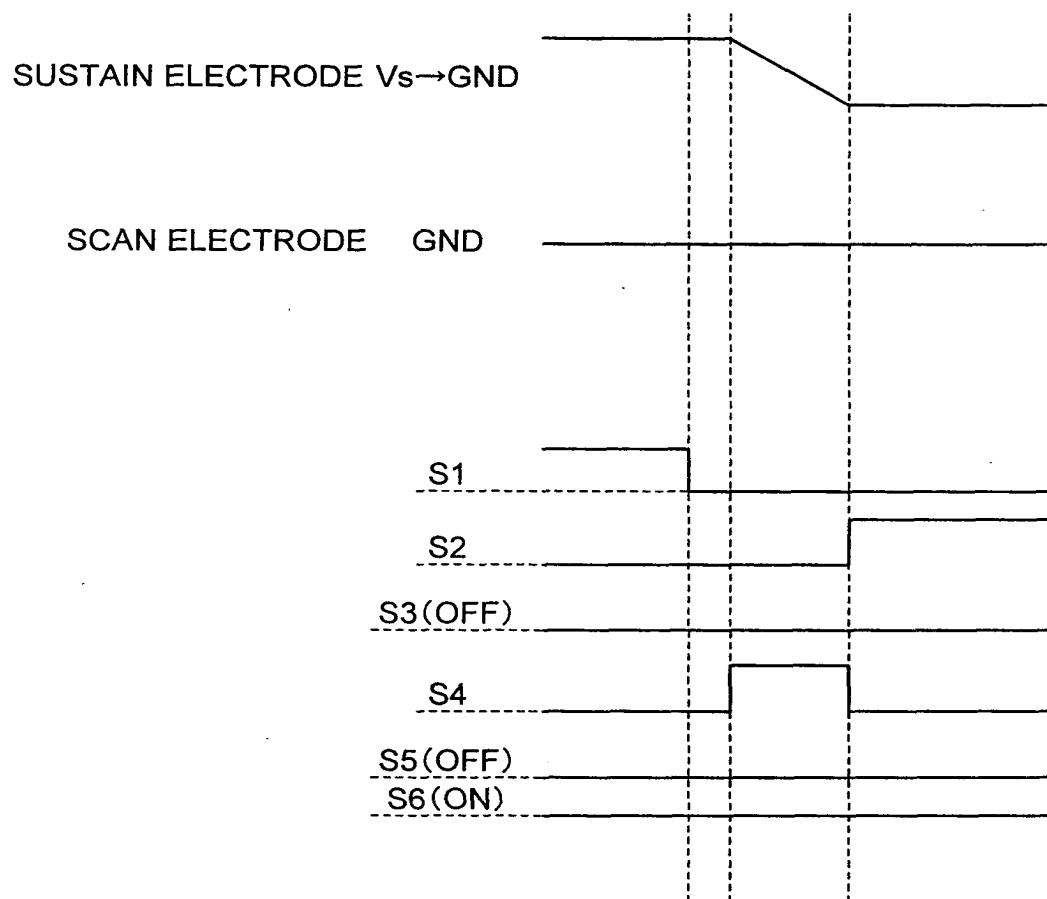 SUSTAIN ELECTRODE Vs→GND
SCAN ELECTRODE GND
S1
S2
S3(OFF)
S4
S5(OFF)
S6(ON)